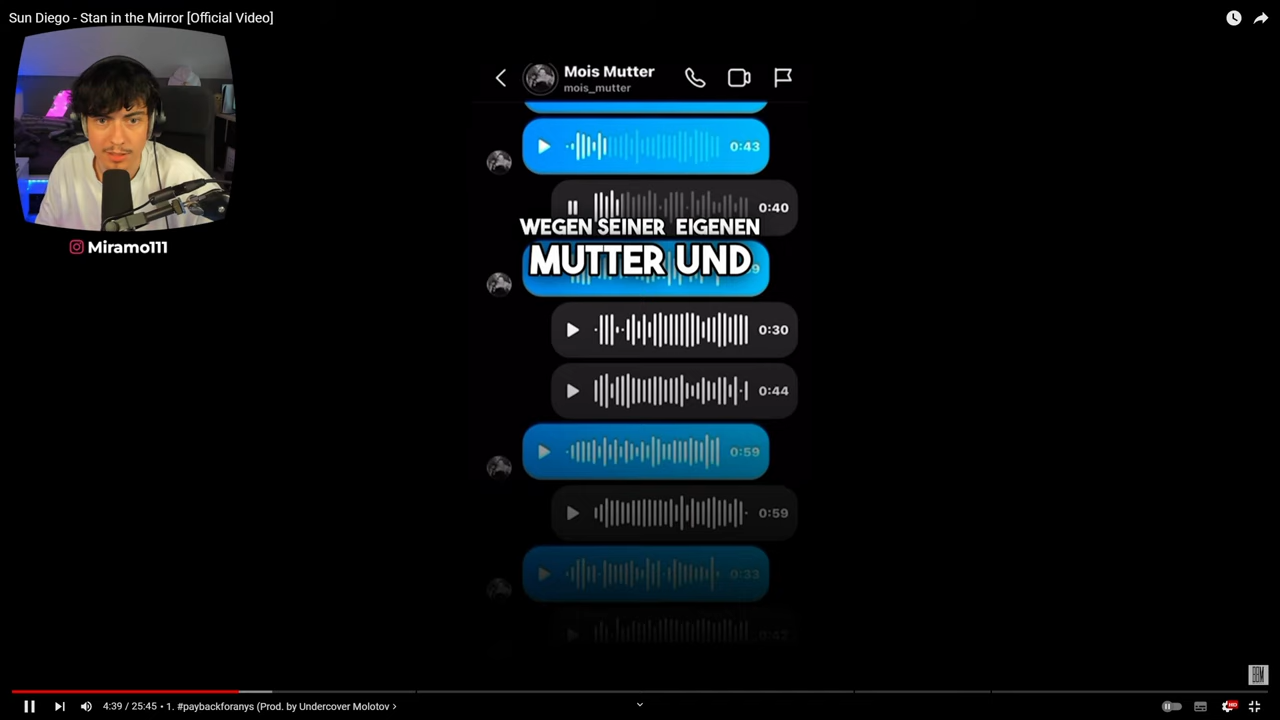 Sun Diego - Stan in the Mirror [Official Video]
Miramo111
Mois Mutter
mois_mutter
0:43
0:40
WEGEN SEINER EIGENEN
MUTTER UND
0:30
0:44
0:59
0:59
0:33
4:39 / 25:45 • 1. #paybackforanys (Prod. by Undercover Molotov >
HD